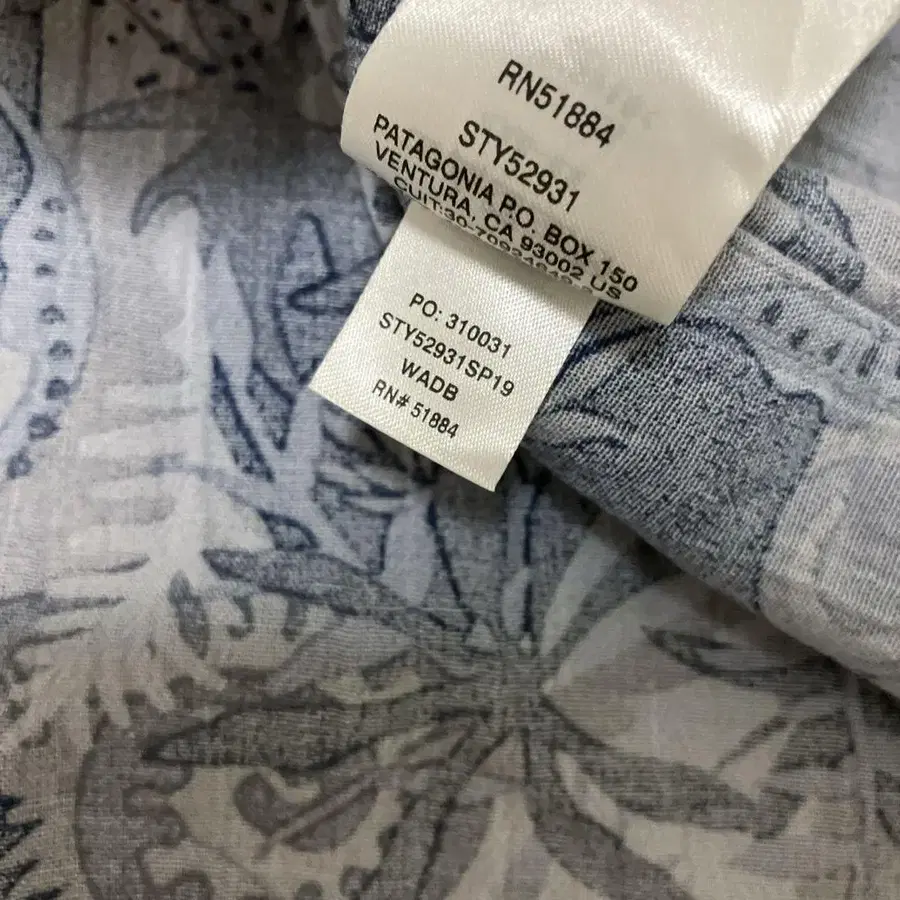 RN51884
STY52931
PATAGONIA P.O. BOX 150
VENTURA, CA 93002 US
PO: 310031
STY52931SP19
WADB
RN# 51884